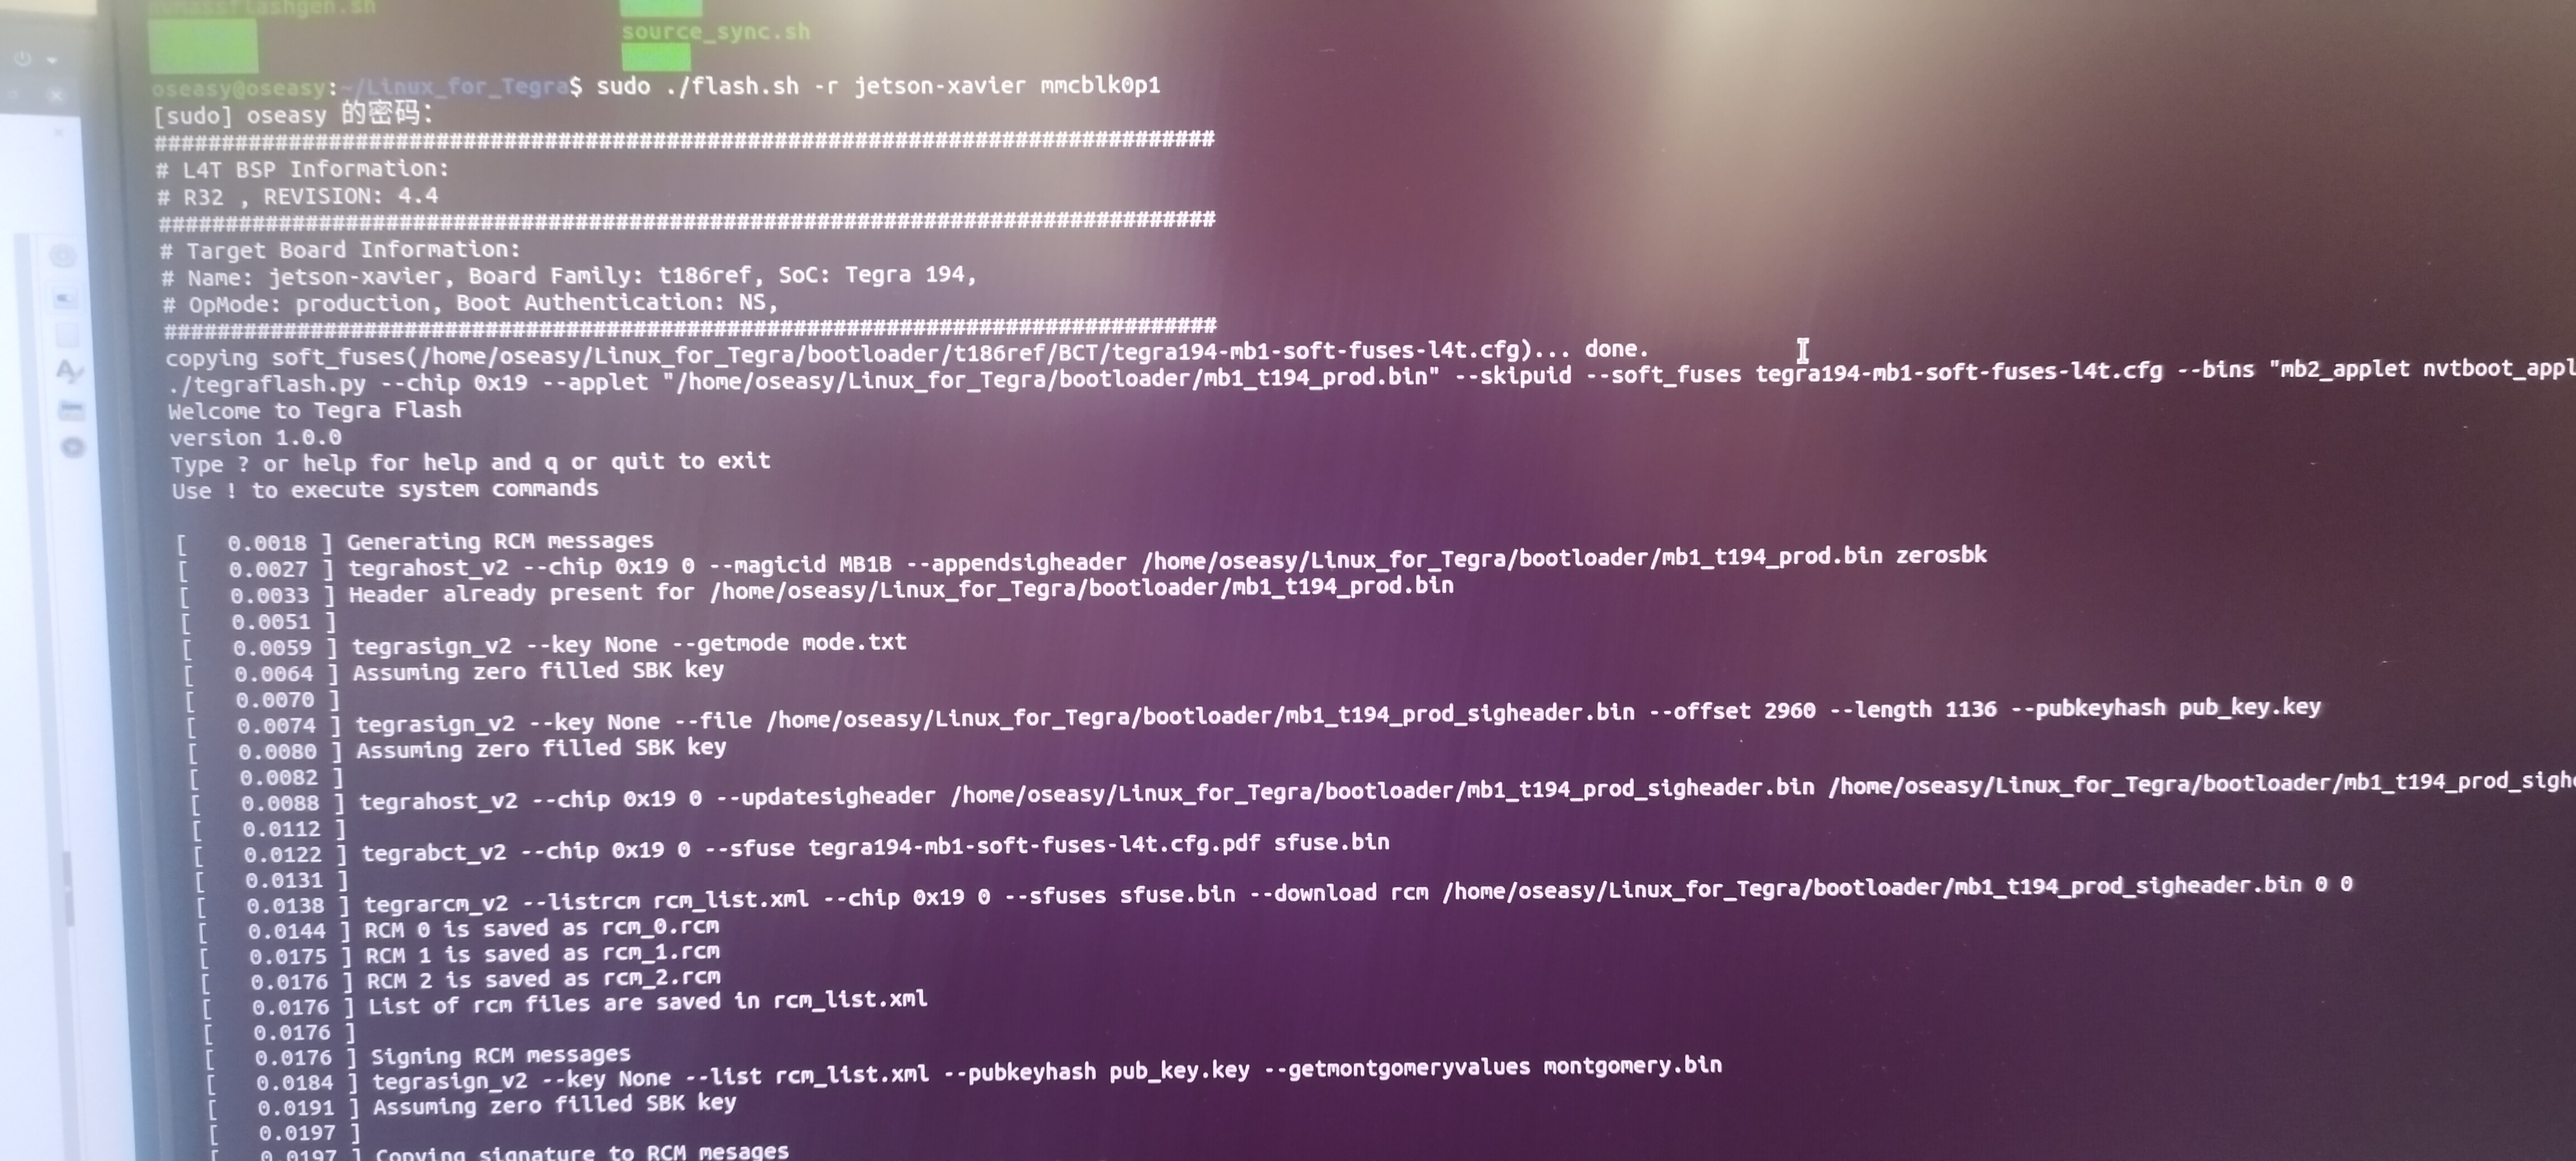 nvmassflashgen.sh
source_sync.sh
oseasy@oseasy:~/Linux_for_Tegra$ sudo ./flash.sh -r jetson-xavier mmcblk0p1
[sudo] oseasy 的密码:
###############################################################################
# L4T BSP Information:
# R32 , REVISION: 4.4
###############################################################################
# Target Board Information:
# Name: jetson-xavier, Board Family: t186ref, SoC: Tegra 194,
# OpMode: production, Boot Authentication: NS,
###############################################################################
copying soft_fuses(/home/oseasy/Linux_for_Tegra/bootloader/t186ref/BCT/tegra194-mb1-soft-fuses-l4t.cfg)... done.
./tegraflash.py --chip 0x19 --applet "/home/oseasy/Linux_for_Tegra/bootloader/mb1_t194_prod.bin" --skipuid --soft_fuses tegra194-mb1-soft-fuses-l4t.cfg --bins "mb2_applet nvtboot_appl
Welcome to Tegra Flash
version 1.0.0
Type ? or help for help and q or quit to exit
Use ! to execute system commands
[ 0.0018 ] Generating RCM messages
[ 0.0027 ] tegrahost_v2 --chip 0x19 0 --magicid MB1B --appendsigheader /home/oseasy/Linux_for_Tegra/bootloader/mb1_t194_prod.bin zerosbk
[ 0.0033 ] Header already present for /home/oseasy/Linux_for_Tegra/bootloader/mb1_t194_prod.bin
[ 0.0051 ]
[ 0.0059 ] tegrasign_v2 --key None --getmode mode.txt
[ 0.0064 ] Assuming zero filled SBK key
[ 0.0070 ]
[ 0.0074 ] tegrasign_v2 --key None --file /home/oseasy/Linux_for_Tegra/bootloader/mb1_t194_prod_sigheader.bin --offset 2960 --length 1136 --pubkeyhash pub_key.key
[ 0.0080 ] Assuming zero filled SBK key
[ 0.0082 ]
[ 0.0088 ] tegrahost_v2 --chip 0x19 0 --updatesigheader /home/oseasy/Linux_for_Tegra/bootloader/mb1_t194_prod_sigheader.bin /home/oseasy/Linux_for_Tegra/bootloader/mb1_t194_prod_sighe
[ 0.0112 ]
[ 0.0122 ] tegrabct_v2 --chip 0x19 0 --sfuse tegra194-mb1-soft-fuses-l4t.cfg.pdf sfuse.bin
[ 0.0131 ]
[ 0.0138 ] tegrarcm_v2 --listrcm rcm_list.xml --chip 0x19 0 --sfuses sfuse.bin --download rcm /home/oseasy/Linux_for_Tegra/bootloader/mb1_t194_prod_sigheader.bin 0 0
[ 0.0144 ] RCM 0 is saved as rcm_0.rcm
[ 0.0175 ] RCM 1 is saved as rcm_1.rcm
[ 0.0176 ] RCM 2 is saved as rcm_2.rcm
[ 0.0176 ] List of rcm files are saved in rcm_list.xml
[ 0.0176 ]
[ 0.0176 ] Signing RCM messages
[ 0.0184 ] tegrasign_v2 --key None --list rcm_list.xml --pubkeyhash pub_key.key --getmontgomeryvalues montgomery.bin
[ 0.0191 ] Assuming zero filled SBK key
[ 0.0197 ]
[ 0.0197 ] Copying signature to RCM mesages